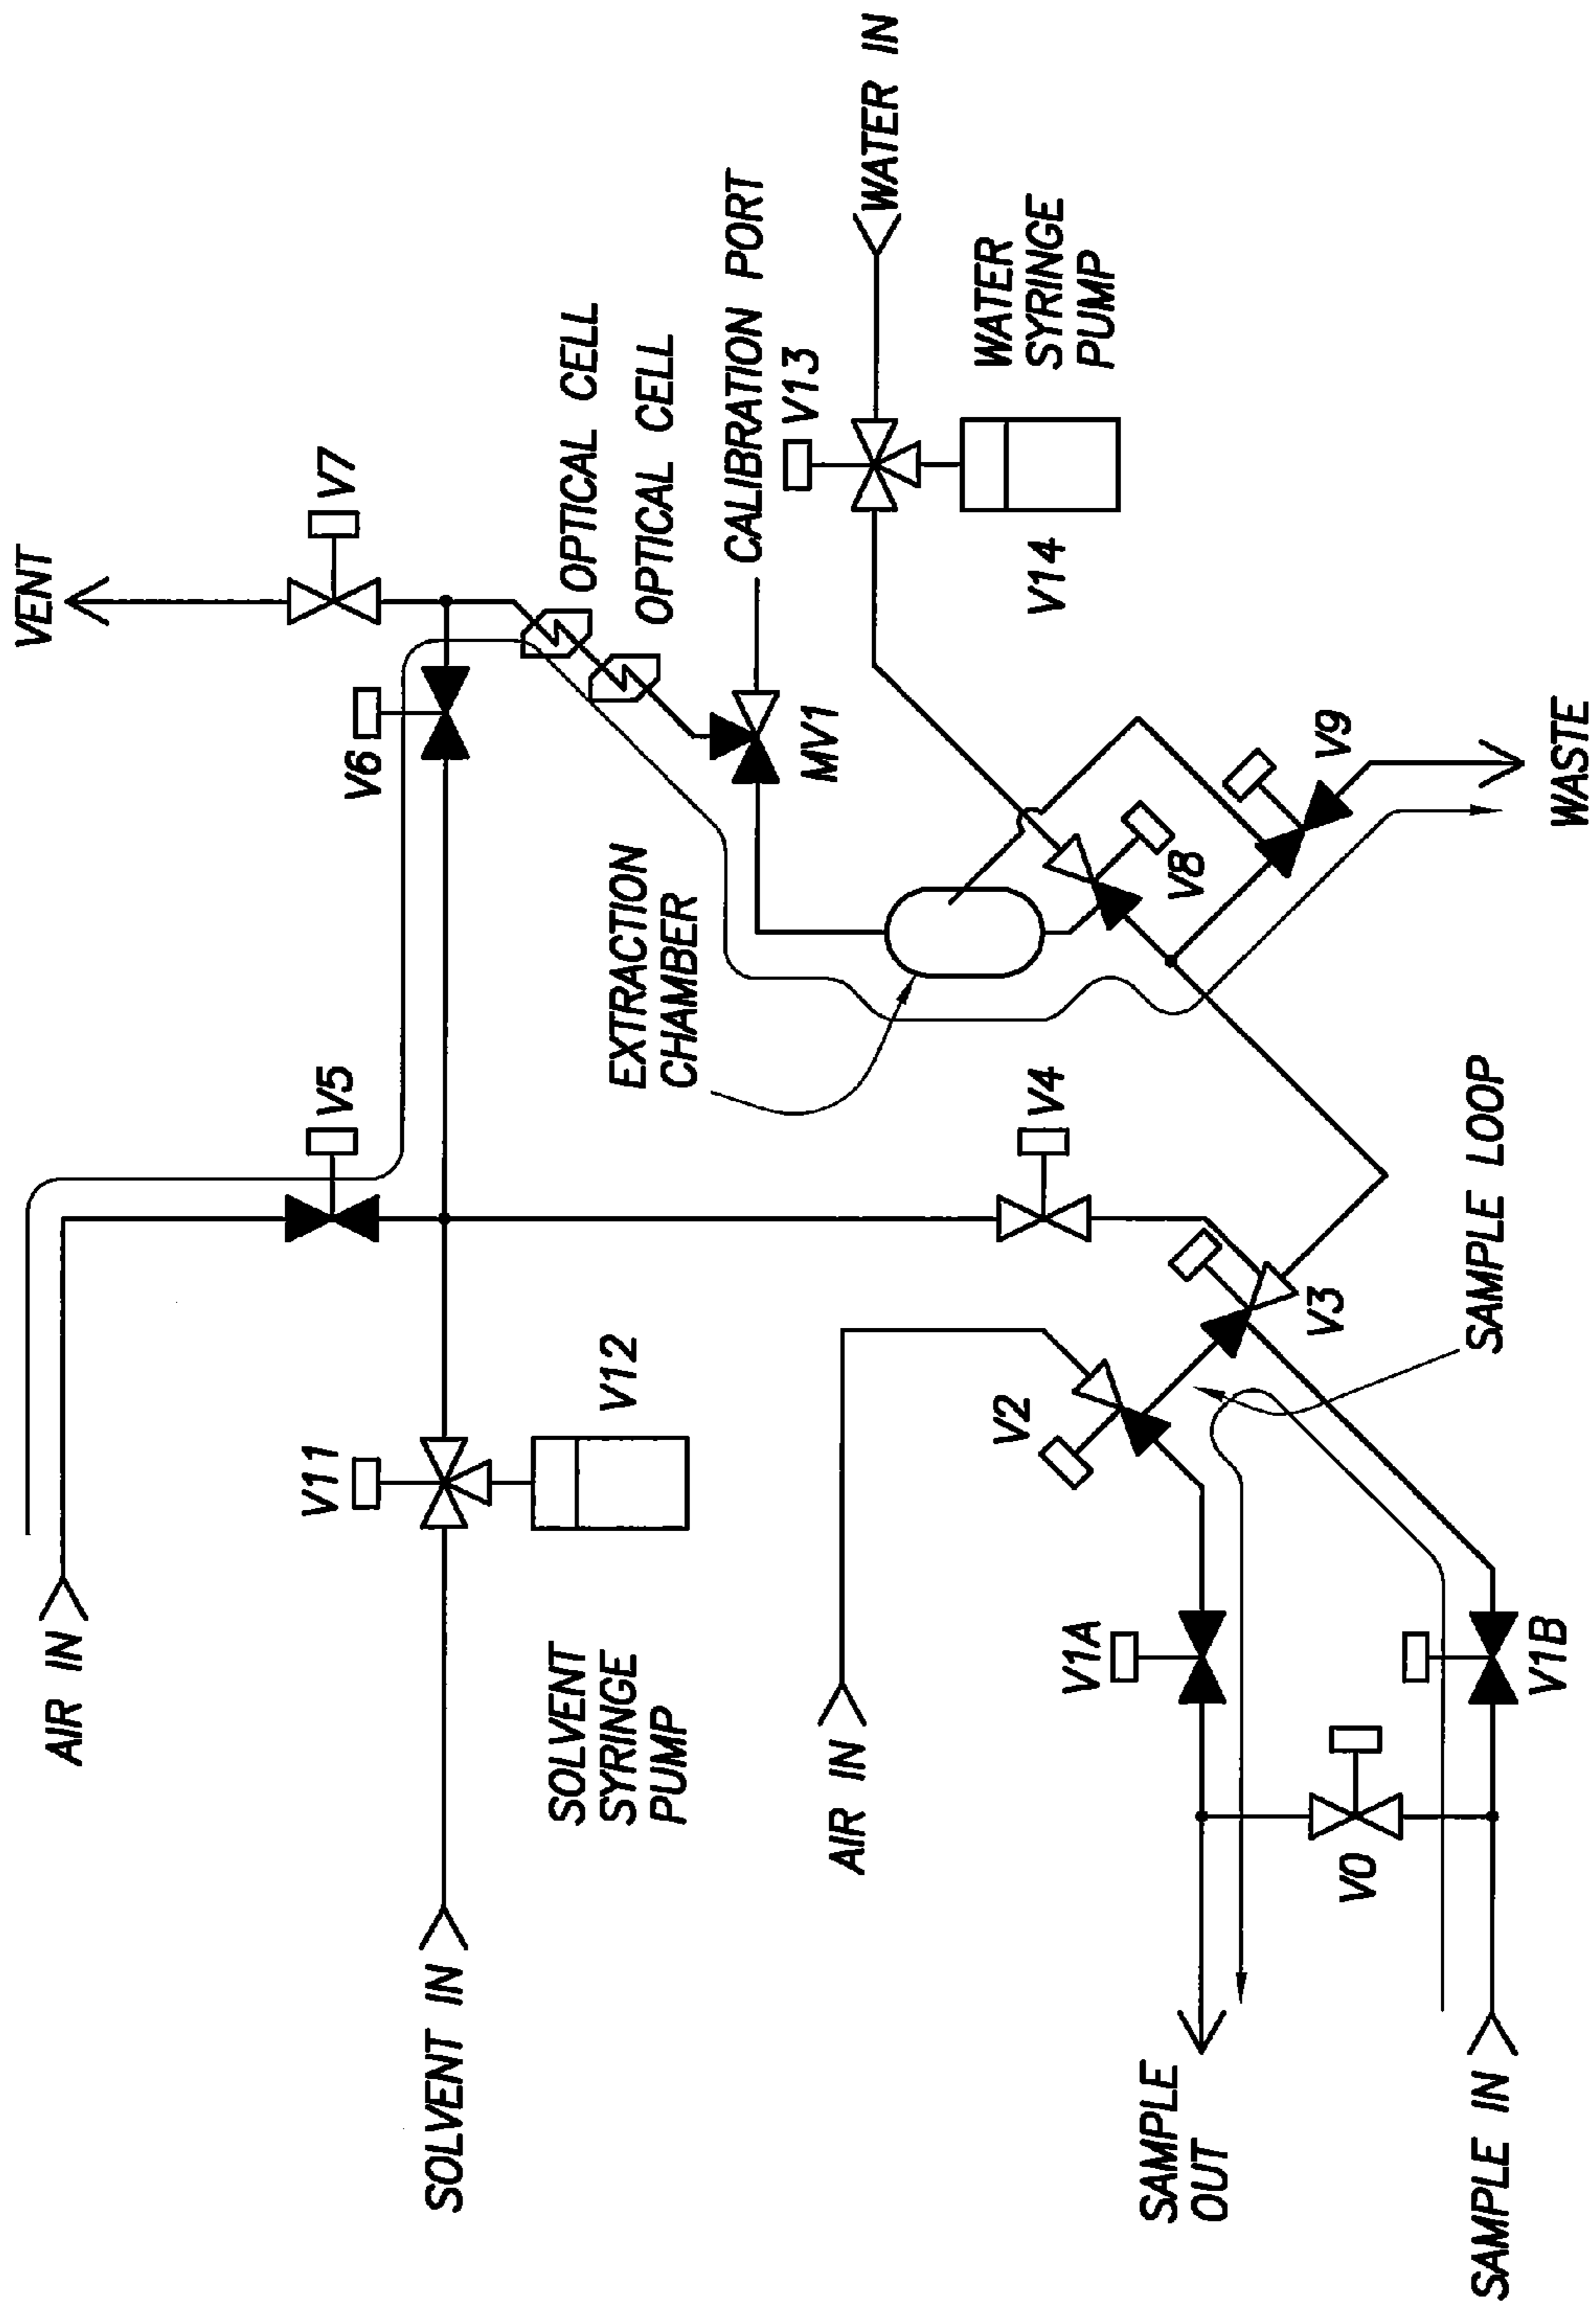 VENT
V7
V6
V5
V11
V12
AIR IN
SOLVENT IN
SOLVENT
SYRINGE
PUMP
OPTICAL CELL
OPTICAL CELL
CALIBRATION PORT
MV1
EXTRACTION
CHAMBER
V13
WATER IN
WATER
SYRINGE
PUMP
V14
V8
V9
WASTE
V4
V2
V3
SAMPLE LOOP
AIR IN
V1A
V1B
V0
SAMPLE
OUT
SAMPLE IN